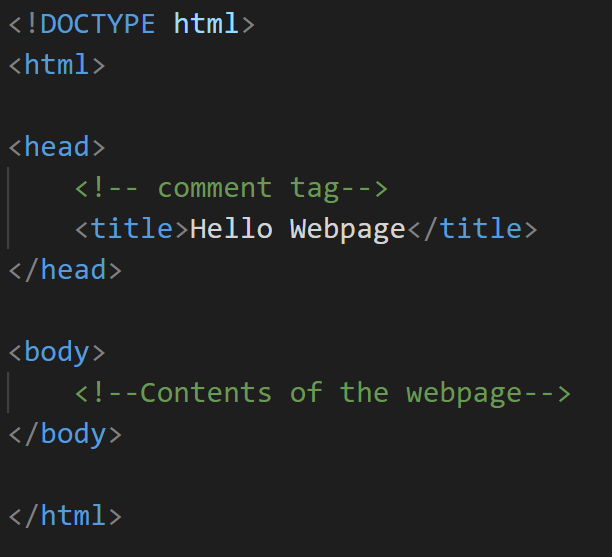 <!DOCTYPE html>
<html>
<head>
<!-- comment tag-->
<title>Hello Webpage</title>
</head>
<body>
<!--Contents of the webpage-->
</body>
</html>